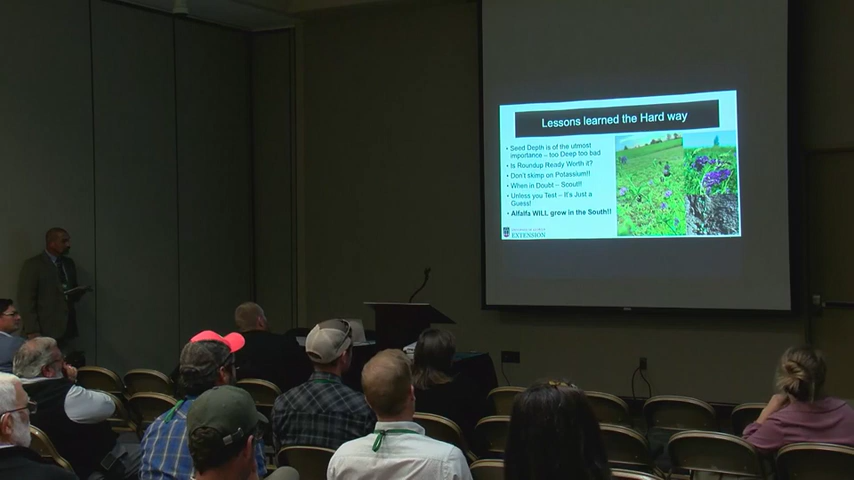 Lessons learned the Hard way
• Seed Depth is of the utmost
importance – too Deep too bad
• Is Roundup Ready Worth it?
• Don't skimp on Potassium!!
• When in Doubt – Scout!!
• Unless you Test – It's Just a
Guess!
• Alfalfa WILL grow in the South!!
EXTENSION